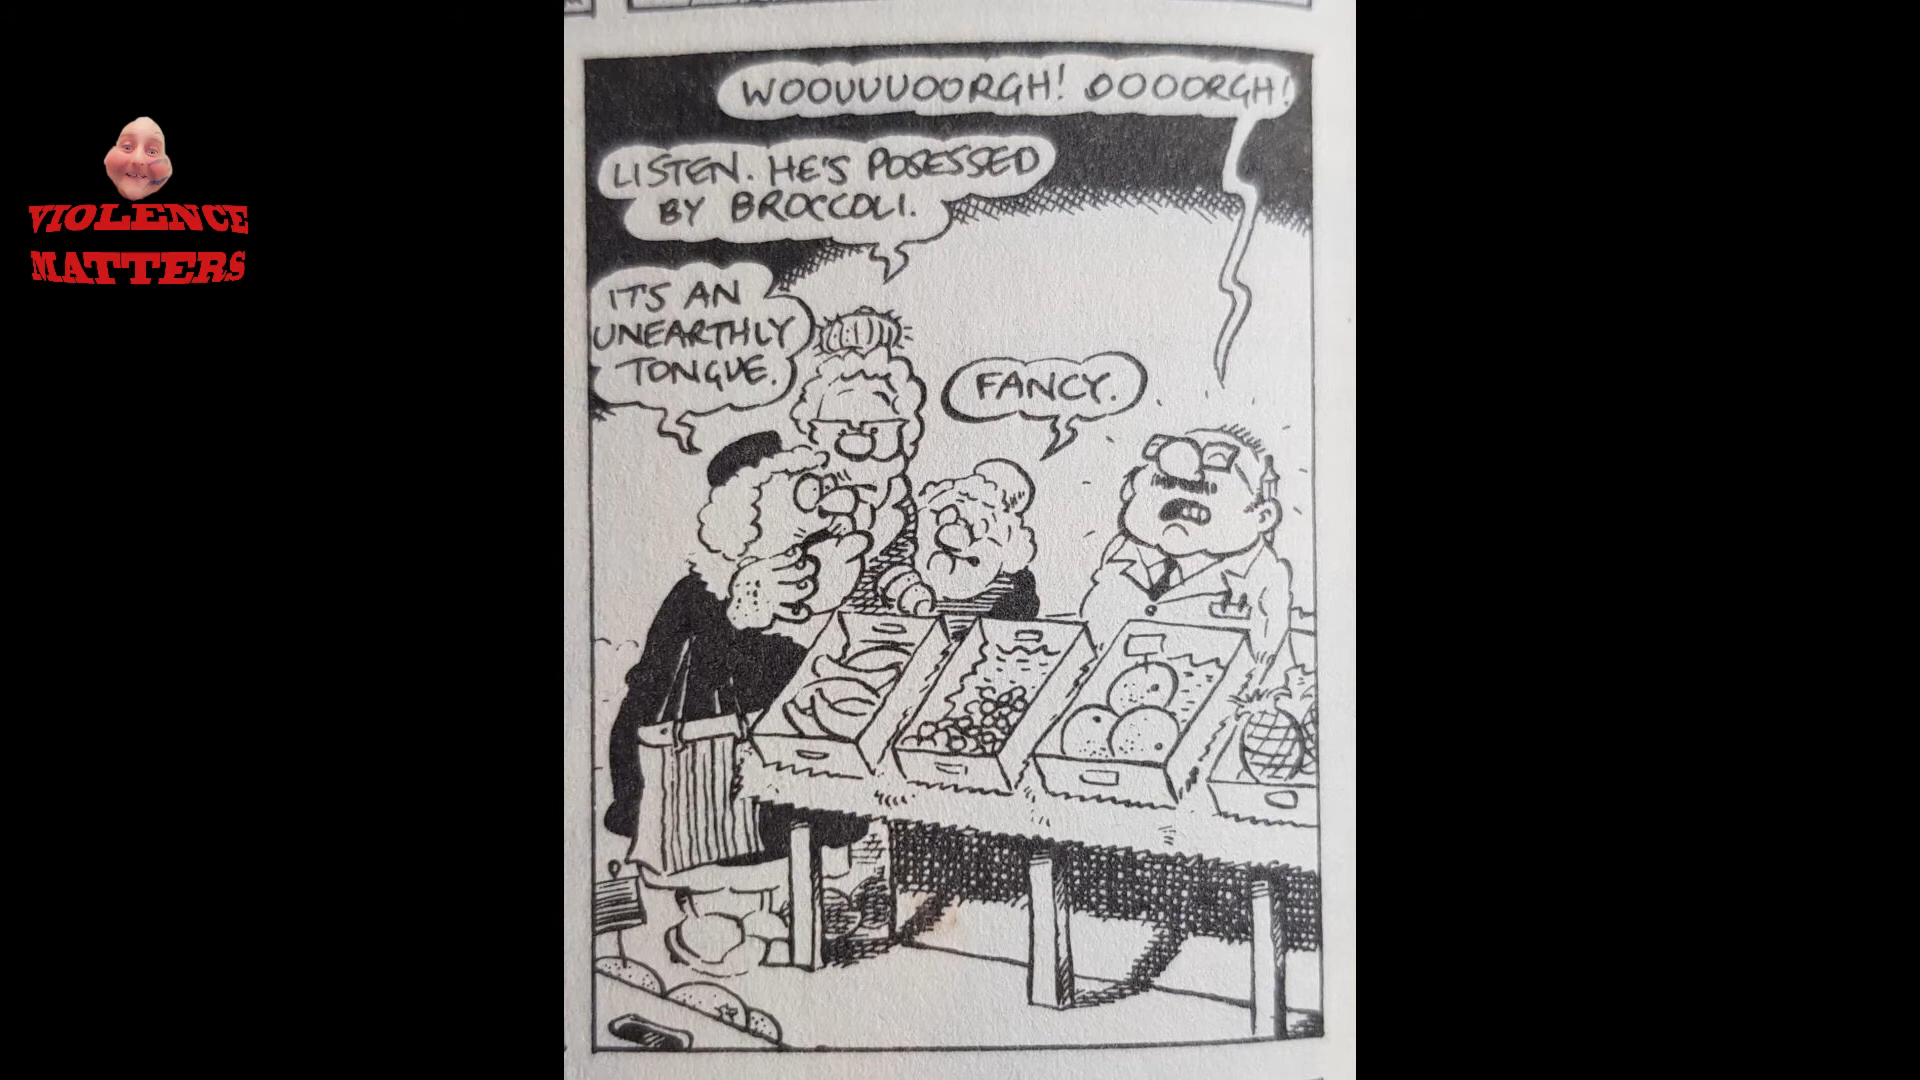 VIOLENCE
MATTERS
WOOUUUOORGH! OOOORGH!
LISTEN. HE'S POSESSED
BY BROCCOLI.
IT'S AN
UNEARTHLY
TONGUE.
FANCY.